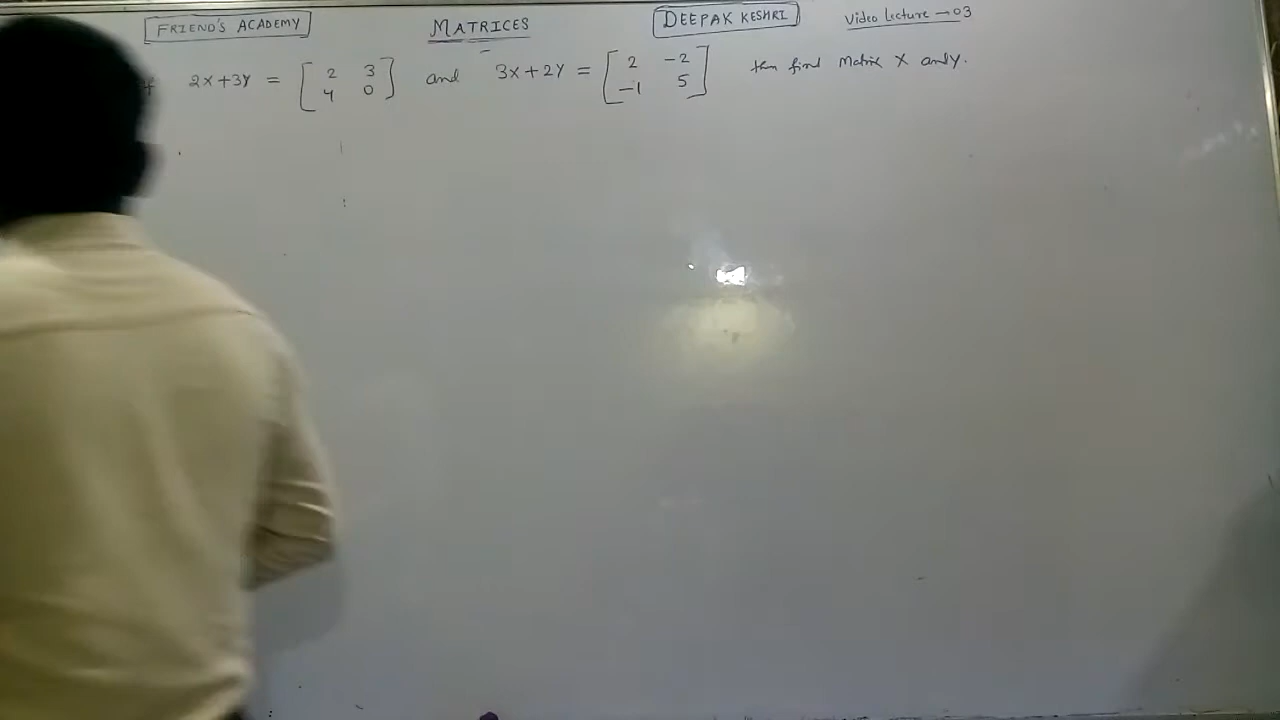 FRIEND'S ACADEMY MATRICES DEEPAK KESHRI Video Lecture → 03
2X+3Y = [ 2 3 and 3X+2Y = [ 2 -2 then find Matrix X and Y.
4 0 ] -1 5 ]